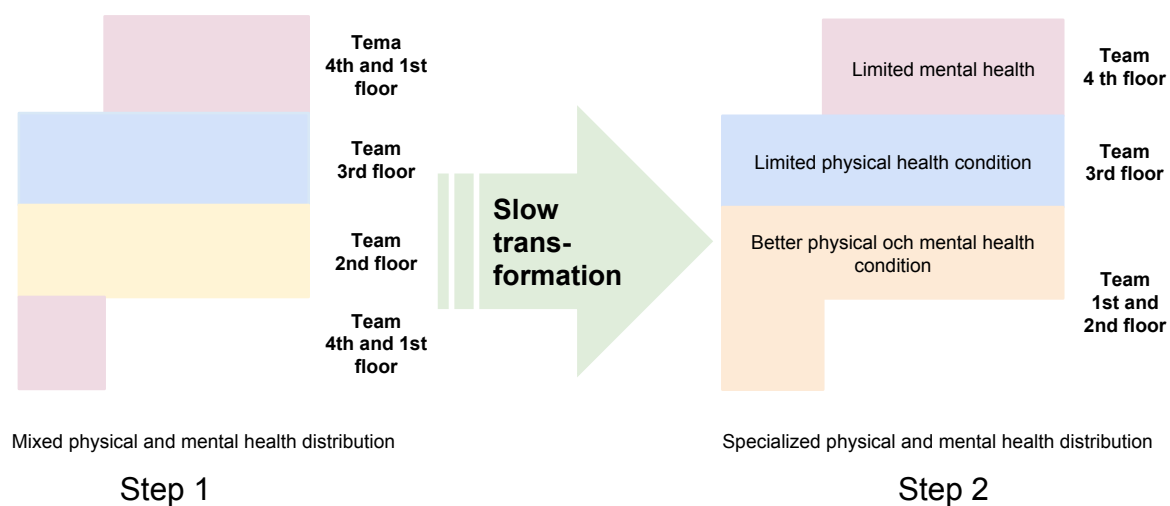 Tema
4th and 1st
floor
Team
3rd floor
Team
2nd floor
Team
4th and 1st
floor
Mixed physical and mental health distribution
Step 1
Slow
trans-
formation
Limited mental health
Team
4 th floor
Limited physical health condition
Team
3rd floor
Better physical och mental health
condition
Team
1st and
2nd floor
Specialized physical and mental health distribution
Step 2